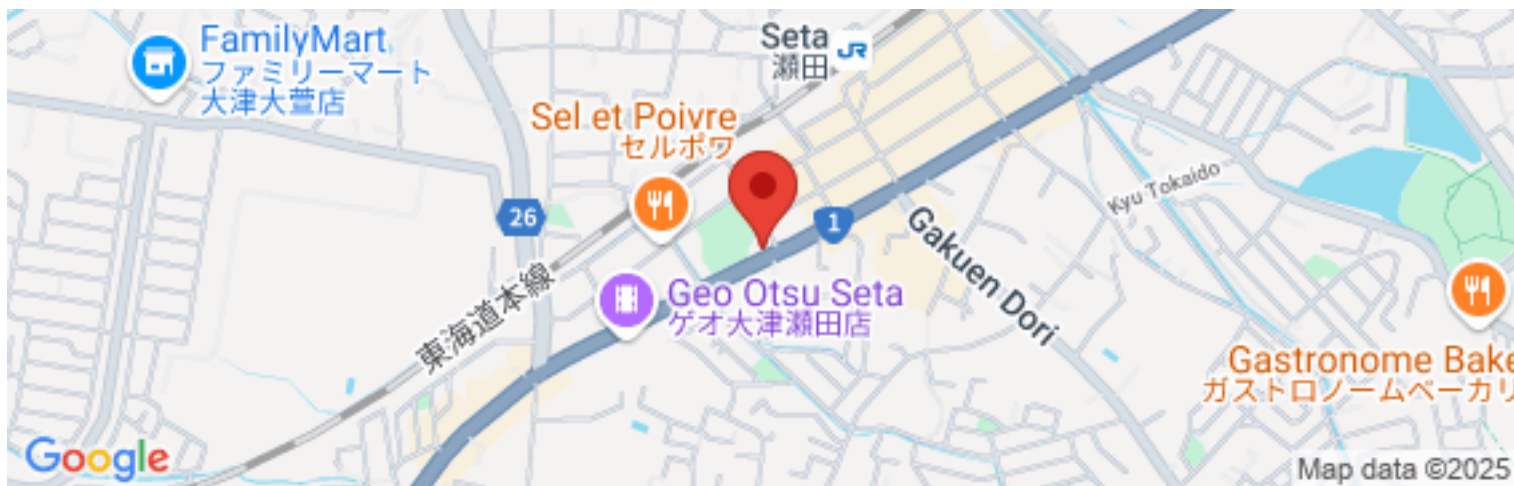 FamilyMart
ファミリーマート
大津大萱店
Seta
瀬田
JR
Sel et Poivre
セルポワ
26
1
Kyu Tokaido
Gakuen Dori
東海道本線
Geo Otsu Seta
ゲオ大津瀬田店
Gastronome Bake
ガストロノームベーカリ
Google
Map data ©2025